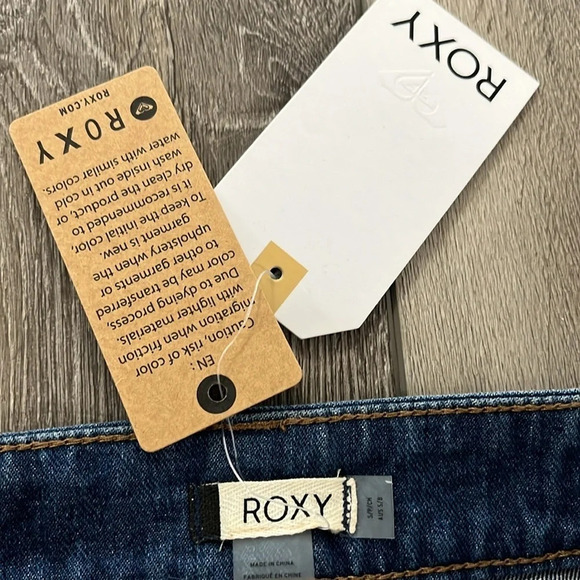 ROXY
EN :
Caution, risk of color
migration when friction
with lighter materials.
Due to dyeing process,
color may be transferred
to other garments or
upholstery when the
garment is new.
To keep the initial color,
it is recommended to
dry clean the product, or
wash inside out in cold
water with similar colors.
ROXY
ROXY.COM
ROXY
S/P/CH
AUS S/8
MADE IN CHINA
FABRIQUÉ EN CHINE